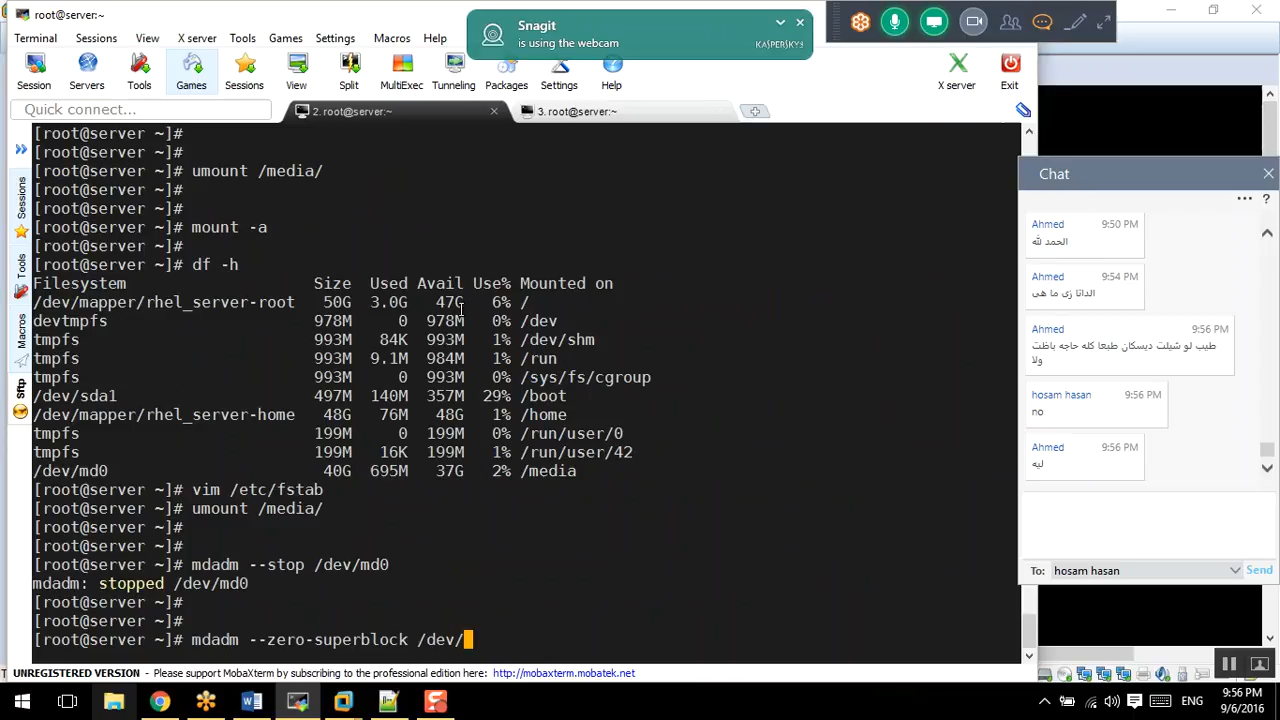 root@server:~
Terminal Sessions View X server Tools Games Settings Macros Help
Session Servers Tools Games Sessions View Split MultiExec Tunneling Packages Settings Help X server Exit
Snagit
is using the webcam
KASPERSKY
Quick connect...
2. root@server:~
3. root@server:~
Sessions
Tools
Macros
Sftp
[root@server ~]#
[root@server ~]#
[root@server ~]# umount /media/
[root@server ~]#
[root@server ~]#
[root@server ~]# mount -a
[root@server ~]#
[root@server ~]# df -h
Filesystem Size Used Avail Use% Mounted on
/dev/mapper/rhel_server-root 50G 3.0G 47G 6% /
devtmpfs 978M 0 978M 0% /dev
tmpfs 993M 84K 993M 1% /dev/shm
tmpfs 993M 9.1M 984M 1% /run
tmpfs 993M 0 993M 0% /sys/fs/cgroup
/dev/sda1 497M 140M 357M 29% /boot
/dev/mapper/rhel_server-home 48G 76M 48G 1% /home
tmpfs 199M 0 199M 0% /run/user/0
tmpfs 199M 16K 199M 1% /run/user/42
/dev/md0 40G 695M 37G 2% /media
[root@server ~]# vim /etc/fstab
[root@server ~]# umount /media/
[root@server ~]#
[root@server ~]#
[root@server ~]# mdadm --stop /dev/md0
mdadm: stopped /dev/md0
[root@server ~]#
[root@server ~]#
[root@server ~]# mdadm --zero-superblock /dev/
Chat
Ahmed 9:50 PM
الحمد لله
Ahmed 9:54 PM
الداتا زى ما هى
Ahmed 9:56 PM
طيب لو شيلت ديسكان طبعا كله حاجه باظت
ولا
hosam hasan 9:56 PM
no
Ahmed 9:56 PM
ليه
To: hosam hasan Send
UNREGISTERED VERSION - Please support MobaXterm by subscribing to the professional edition here: http://mobaxterm.mobatek.net
ENG
9:56 PM
9/6/2016